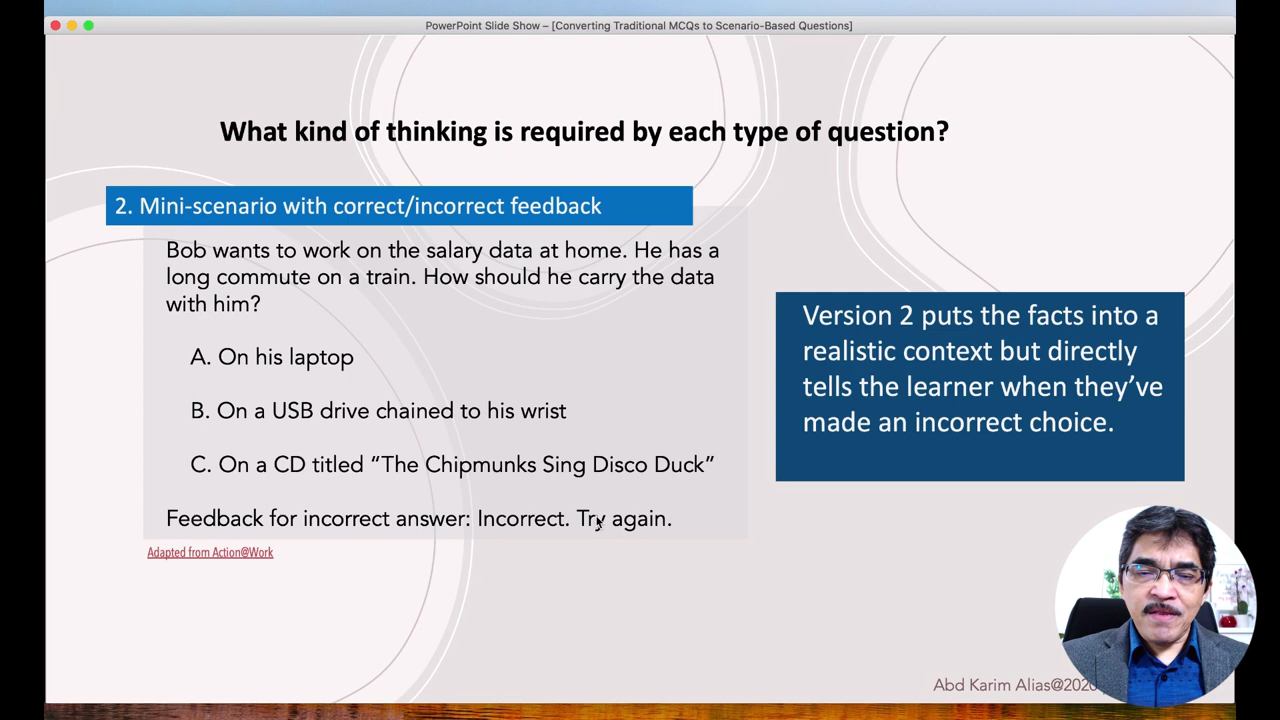 PowerPoint Slide Show – [Converting Traditional MCQs to Scenario-Based Questions]
What kind of thinking is required by each type of question?
2. Mini-scenario with correct/incorrect feedback
Bob wants to work on the salary data at home. He has a
long commute on a train. How should he carry the data
with him?
A. On his laptop
B. On a USB drive chained to his wrist
C. On a CD titled “The Chipmunks Sing Disco Duck”
Feedback for incorrect answer: Incorrect. Try again.
Adapted from Action@Work
Version 2 puts the facts into a
realistic context but directly
tells the learner when they’ve
made an incorrect choice.
Abd Karim Alias@2020